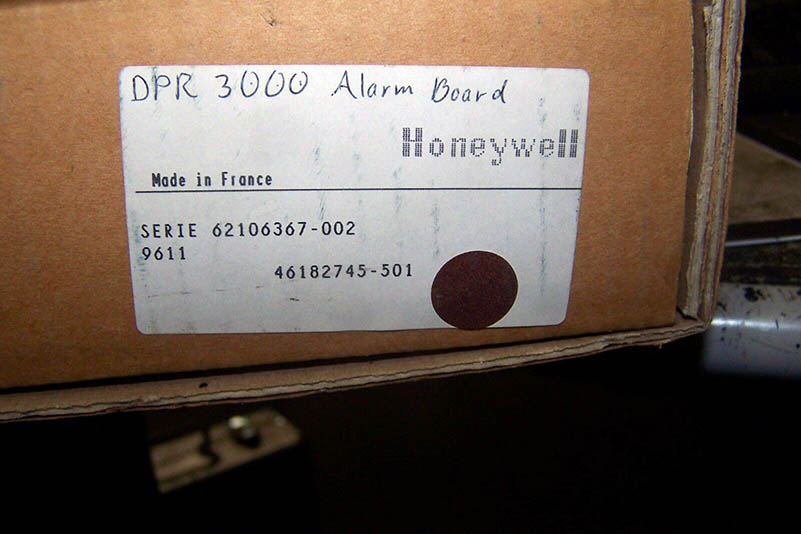 DPR 3000 Alarm Board
Honeywell
Made in France
SERIE 62106367-002
9611
46182745-501